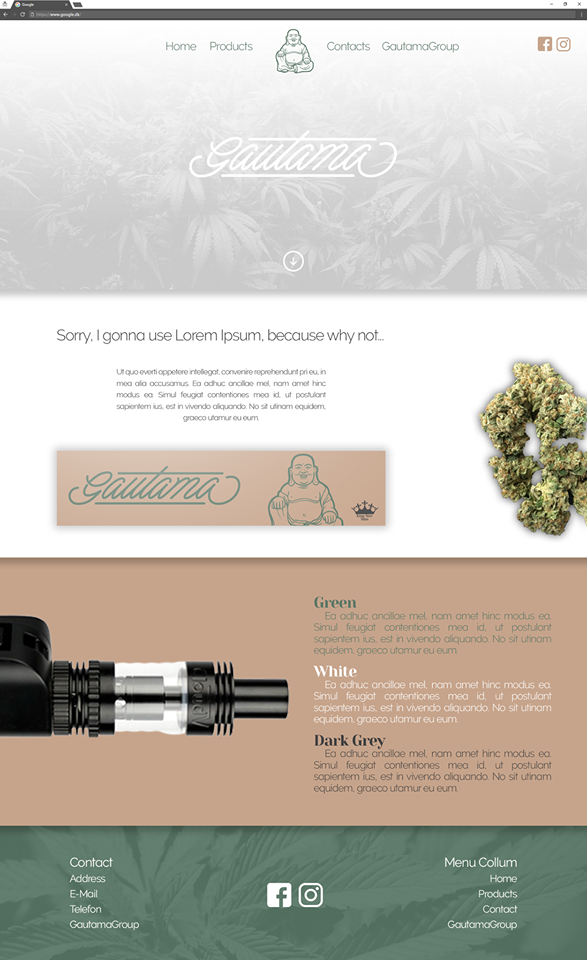 Google
https://www.google.dk
Home
Products
Contacts
GautamaGroup
Gautama
Sorry, I gonna use Lorem Ipsum, because why not...
Ut quo everti appetere intellegat, convenire reprehendunt pri eu, in
mea alia accusamus. Ea adhuc ancillae mel, nam amet hinc
modus ea. Simul feugiat contentiones mea id, ut postulant
sapientem ius, est in vivendo aliquando. No sit utinam equidem,
graeco utamur eu eum.
Gautama
King Size
Slim
Green
Ea adhuc ancillae mel, nam amet hinc modus ea.
Simul feugiat contentiones mea id, ut postulant
sapientem ius, est in vivendo aliquando. No sit utinam
equidem, graeco utamur eu eum.
White
Ea adhuc ancillae mel, nam amet hinc modus ea.
Simul feugiat contentiones mea id, ut postulant
sapientem ius, est in vivendo aliquando. No sit utinam
equidem, graeco utamur eu eum.
Dark Grey
Ea adhuc ancillae mel, nam amet hinc modus ea.
Simul feugiat contentiones mea id, ut postulant
sapientem ius, est in vivendo aliquando. No sit utinam
equidem, graeco utamur eu eum.
Contact
Address
E-Mail
Telefon
GautamaGroup
Menu Collum
Home
Products
Contact
GautamaGroup